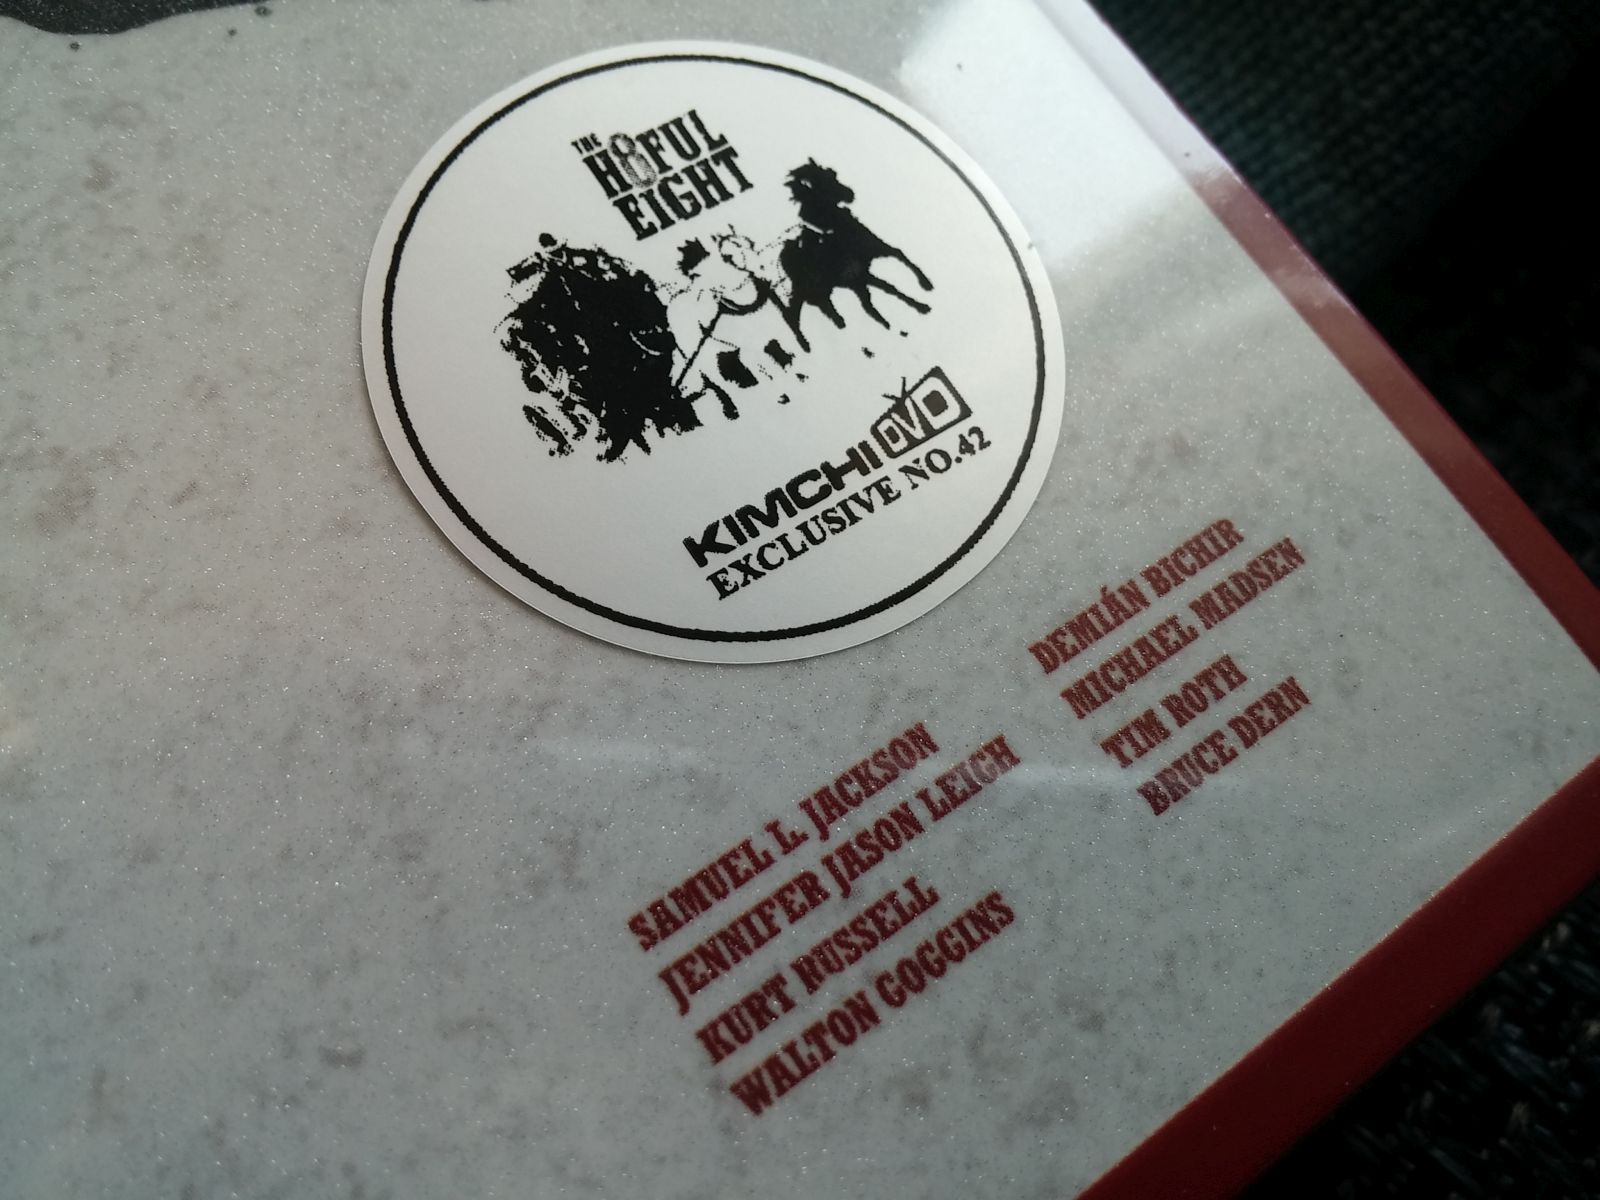 THE
H8FUL
EIGHT
KIMCHI DVD
EXCLUSIVE NO.42
SAMUEL L. JACKSON
JENNIFER JASON LEIGH
KURT RUSSELL
WALTON GOGGINS
DEMIÁN BICHIR
MICHAEL MADSEN
TIM ROTH
BRUCE DERN